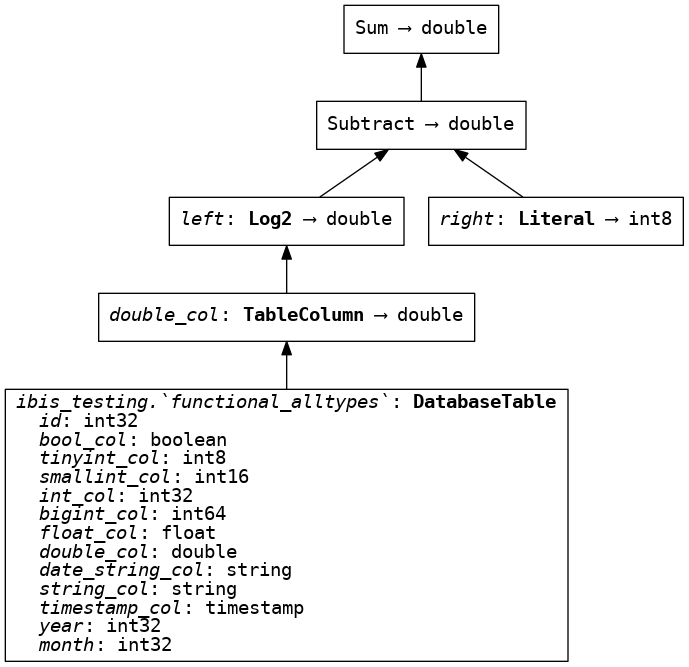 Sum → double
Subtract → double
left: Log2 → double
right: Literal → int8
double_col: TableColumn → double
ibis_testing.`functional_alltypes`: DatabaseTable
id: int32
bool_col: boolean
tinyint_col: int8
smallint_col: int16
int_col: int32
bigint_col: int64
float_col: float
double_col: double
date_string_col: string
string_col: string
timestamp_col: timestamp
year: int32
month: int32